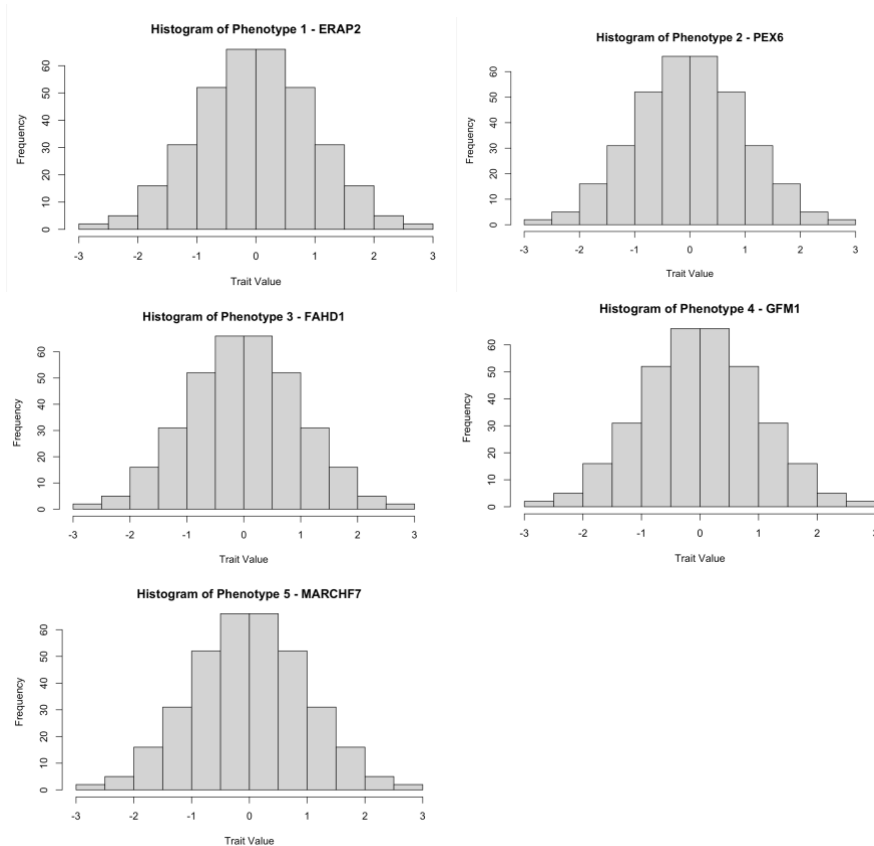 Histogram of Phenotype 1 - ERAP2
Frequency
0 10 20 30 40 50 60
-3 -2 -1 0 1 2 3
Trait Value
Histogram of Phenotype 2 - PEX6
Frequency
0 10 20 30 40 50 60
-3 -2 -1 0 1 2 3
Trait Value
Histogram of Phenotype 3 - FAHD1
Frequency
0 10 20 30 40 50 60
-3 -2 -1 0 1 2 3
Trait Value
Histogram of Phenotype 4 - GFM1
Frequency
0 10 20 30 40 50 60
-3 -2 -1 0 1 2 3
Trait Value
Histogram of Phenotype 5 - MARCHF7
Frequency
0 10 20 30 40 50 60
-3 -2 -1 0 1 2 3
Trait Value